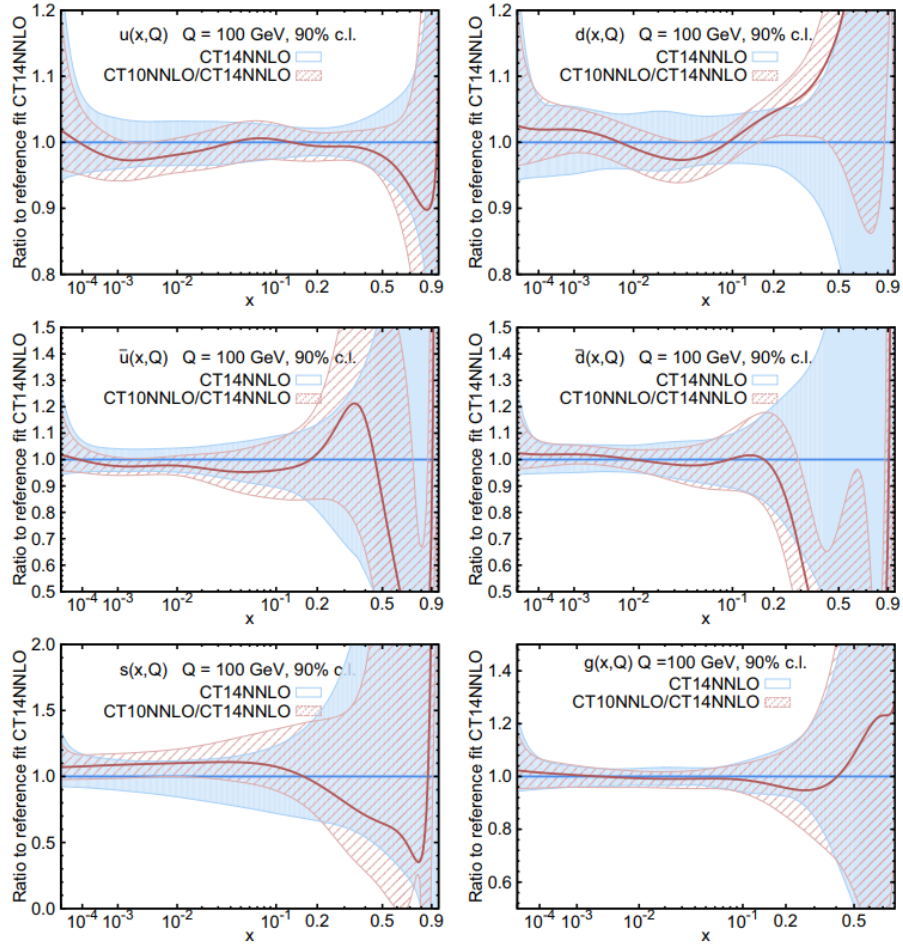 u(x,Q) Q = 100 GeV, 90% c.l.
CT14NNLO
CT10NNLO/CT14NNLO
Ratio to reference fit CT14NNLO
1.2
1.1
1.0
0.9
0.8
10⁻⁴ 10⁻³ 10⁻² 10⁻¹ 0.2 0.5 0.9
x
d(x,Q) Q = 100 GeV, 90% c.l.
CT14NNLO
CT10NNLO/CT14NNLO
Ratio to reference fit CT14NNLO
1.2
1.1
1.0
0.9
0.8
10⁻⁴ 10⁻³ 10⁻² 10⁻¹ 0.2 0.5 0.9
x
ū(x,Q) Q = 100 GeV, 90% c.l.
CT14NNLO
CT10NNLO/CT14NNLO
Ratio to reference fit CT14NNLO
1.5
1.4
1.3
1.2
1.1
1.0
0.9
0.8
0.7
0.6
0.5
10⁻⁴ 10⁻³ 10⁻² 10⁻¹ 0.2 0.5 0.9
x
d̄(x,Q) Q = 100 GeV, 90% c.l.
CT14NNLO
CT10NNLO/CT14NNLO
Ratio to reference fit CT14NNLO
1.5
1.4
1.3
1.2
1.1
1.0
0.9
0.8
0.7
0.6
0.5
10⁻⁴ 10⁻³ 10⁻² 10⁻¹ 0.2 0.5 0.9
x
s(x,Q) Q = 100 GeV, 90% c.l.
CT14NNLO
CT10NNLO/CT14NNLO
Ratio to reference fit CT14NNLO
2.0
1.5
1.0
0.5
0.0
10⁻⁴ 10⁻³ 10⁻² 10⁻¹ 0.2 0.5 0.9
x
g(x,Q) Q =100 GeV, 90% c.l.
CT14NNLO
CT10NNLO/CT14NNLO
Ratio to reference fit CT14NNLO
1.4
1.2
1.0
0.8
0.6
10⁻⁴ 10⁻³ 10⁻² 10⁻¹ 0.2 0.5 0.9
x